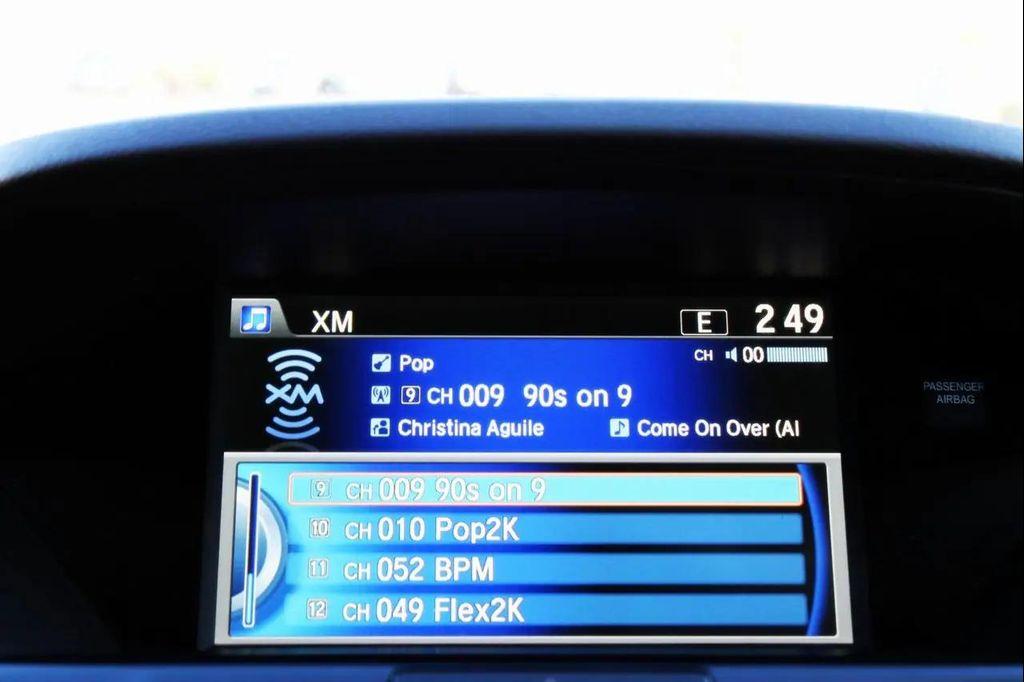 XM E 2 49
CH 00
Pop
XM
9 CH 009 90s on 9
Christina Aguile Come On Over (Al
PASSENGER
AIRBAG
9 CH 009 90s on 9
10 CH 010 Pop2K
11 CH 052 BPM
12 CH 049 Flex2K